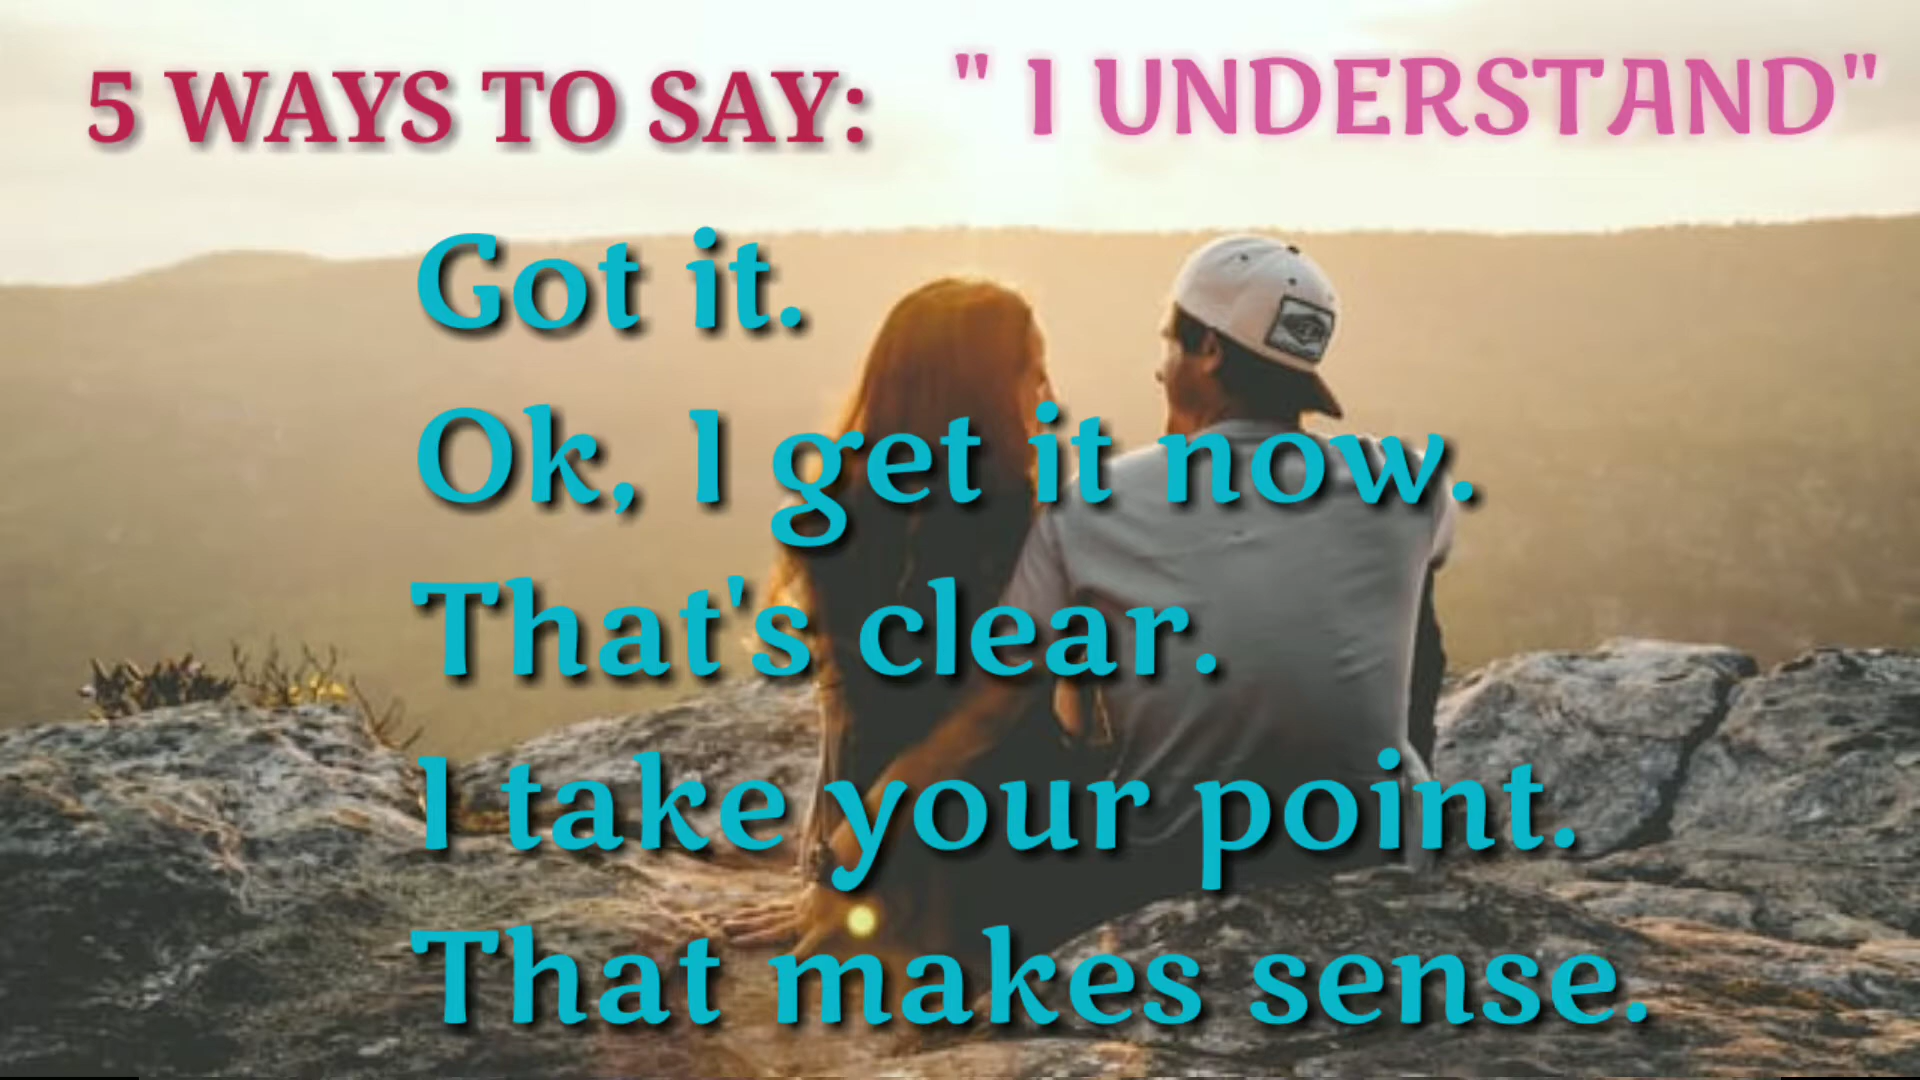 5 WAYS TO SAY: " I UNDERSTAND"
Got it.
Ok, I get it now.
That's clear.
I take your point.
That makes sense.